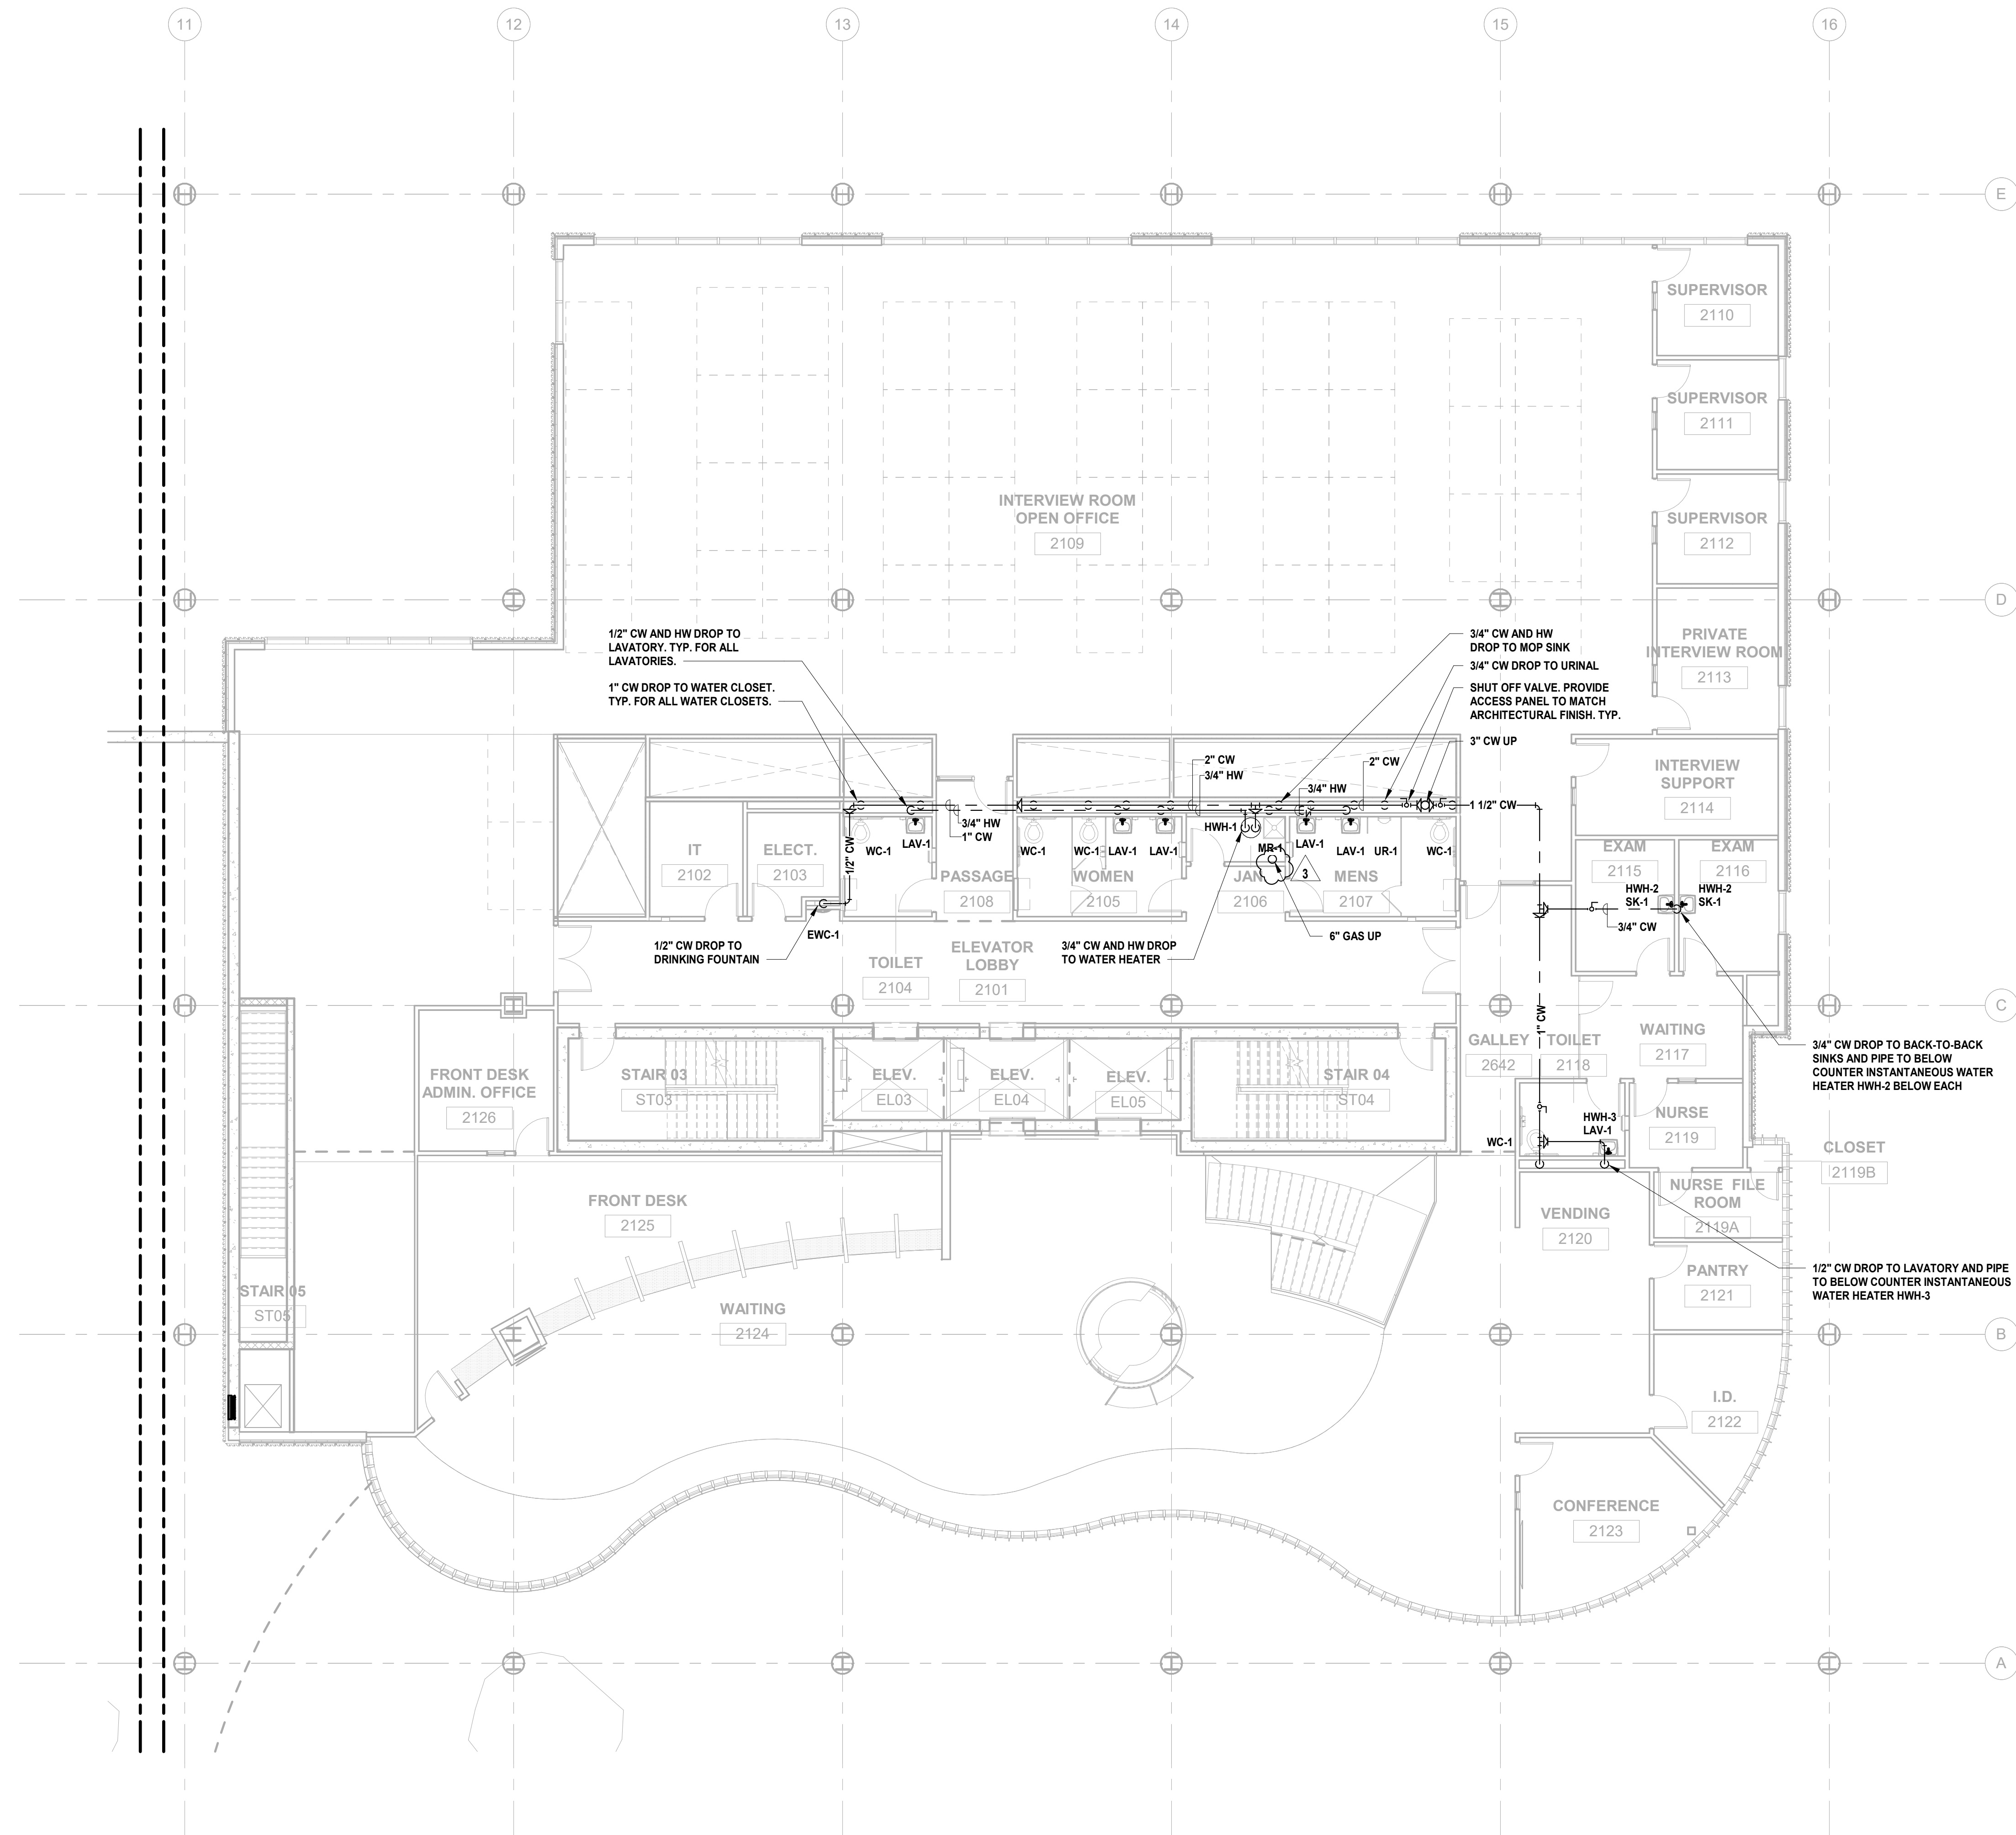 11
12
13
14
15
16
E
SUPERVISOR
2110
SUPERVISOR
2111
INTERVIEW ROOM
OPEN OFFICE
2109
SUPERVISOR
2112
D
1/2" CW AND HW DROP TO
LAVATORY. TYP. FOR ALL
LAVATORIES.
1" CW DROP TO WATER CLOSET.
TYP. FOR ALL WATER CLOSETS.
3/4" CW AND HW
DROP TO MOP SINK
3/4" CW DROP TO URINAL
SHUT OFF VALVE. PROVIDE
ACCESS PANEL TO MATCH
ARCHITECTURAL FINISH. TYP.
3" CW UP
PRIVATE
INTERVIEW ROOM
2113
2" CW
3/4" HW
2" CW
3/4" HW
INTERVIEW
SUPPORT
2114
1 1/2" CW
3/4" HW
1" CW
HWH-1
1/2" CW
WC-1
LAV-1
WC-1
WC-1
LAV-1
LAV-1
MR-1
LAV-1
LAV-1
UR-1
WC-1
IT
2102
ELECT.
2103
PASSAGE
2108
WOMEN
2105
JAN
2106
3
MENS
2107
EXAM
2115
EXAM
2116
HWH-2
SK-1
HWH-2
SK-1
3/4" CW
EWC-1
1/2" CW DROP TO
DRINKING FOUNTAIN
TOILET
2104
ELEVATOR
LOBBY
2101
3/4" CW AND HW DROP
TO WATER HEATER
6" GAS UP
C
1" CW
GALLEY
2642
TOILET
2118
WAITING
2117
3/4" CW DROP TO BACK-TO-BACK
SINKS AND PIPE TO BELOW
COUNTER INSTANTANEOUS WATER
HEATER HWH-2 BELOW EACH
FRONT DESK
ADMIN. OFFICE
2126
STAIR 03
ST03
ELEV.
EL03
ELEV.
EL04
ELEV.
EL05
STAIR 04
ST04
WC-1
HWH-3
LAV-1
NURSE
2119
CLOSET
2119B
NURSE FILE
ROOM
2119A
FRONT DESK
2125
VENDING
2120
PANTRY
2121
1/2" CW DROP TO LAVATORY AND PIPE
TO BELOW COUNTER INSTANTANEOUS
WATER HEATER HWH-3
STAIR 05
ST05
WAITING
2124
B
I.D.
2122
CONFERENCE
2123
A